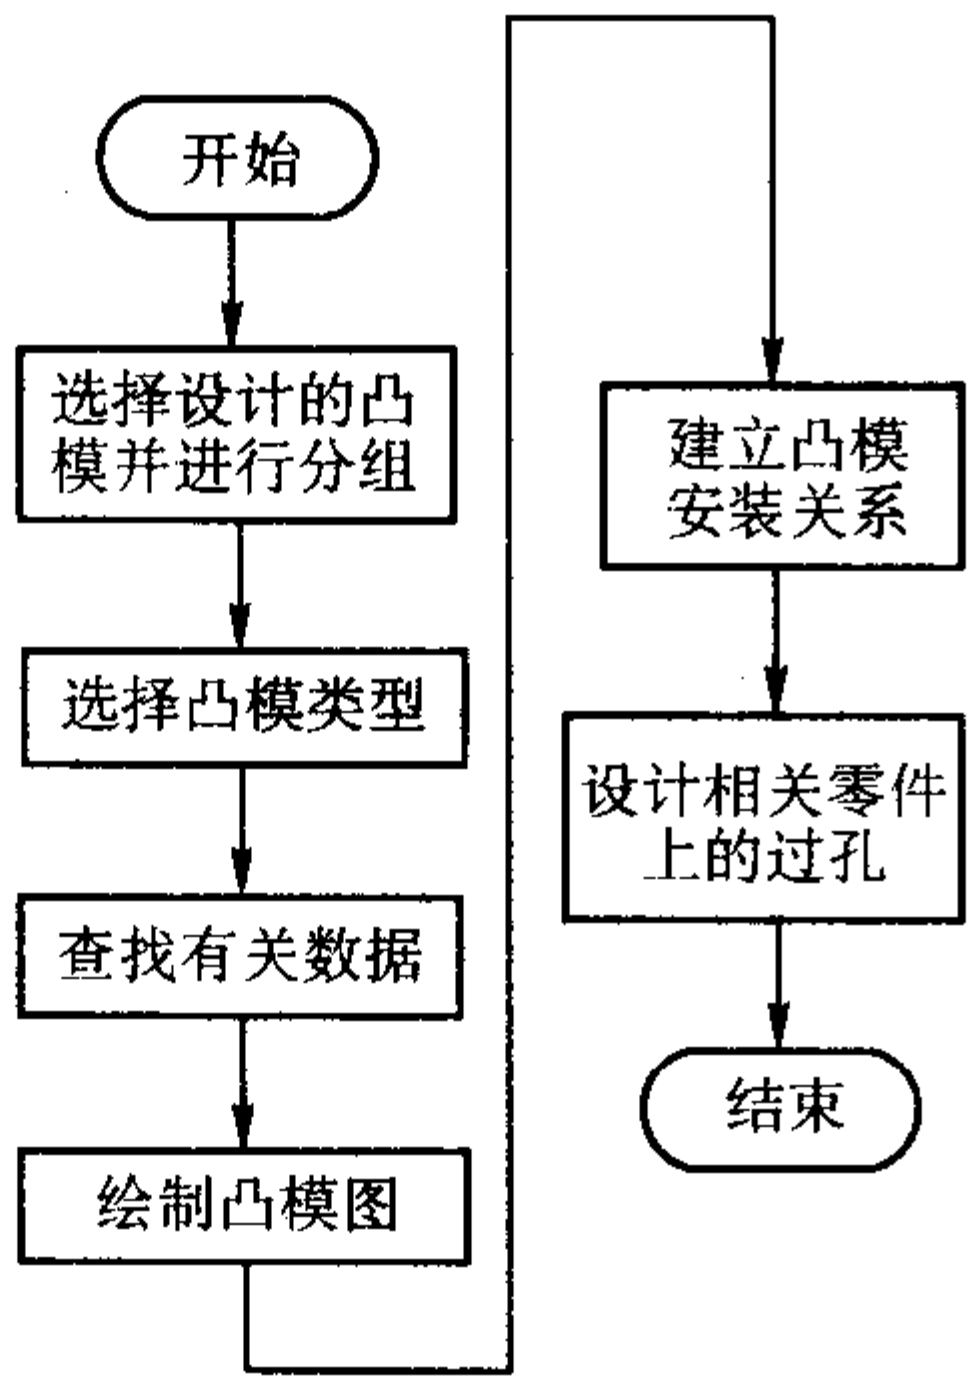 开始
选择设计的凸
模并进行分组
选择凸模类型
查找有关数据
绘制凸模图
建立凸模
安装关系
设计相关零件
上的过孔
结束